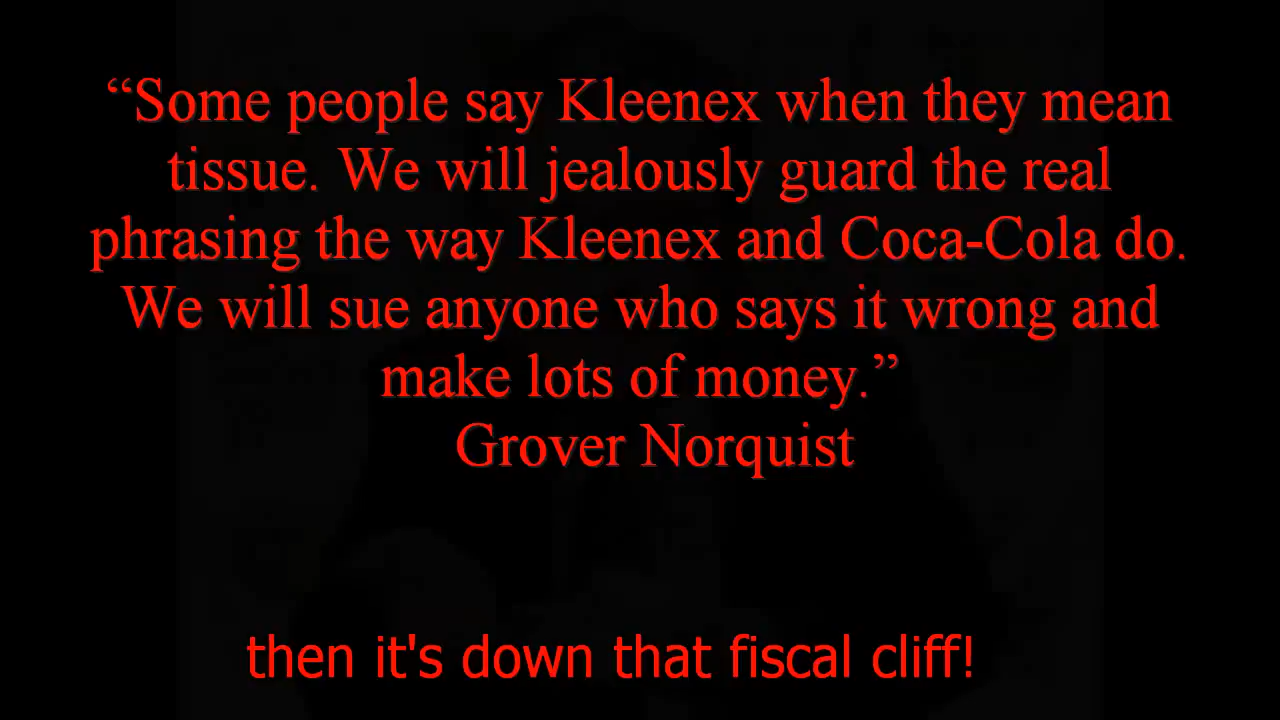 “Some people say Kleenex when they mean
tissue. We will jealously guard the real
phrasing the way Kleenex and Coca-Cola do.
We will sue anyone who says it wrong and
make lots of money.”
Grover Norquist
then it's down that fiscal cliff!